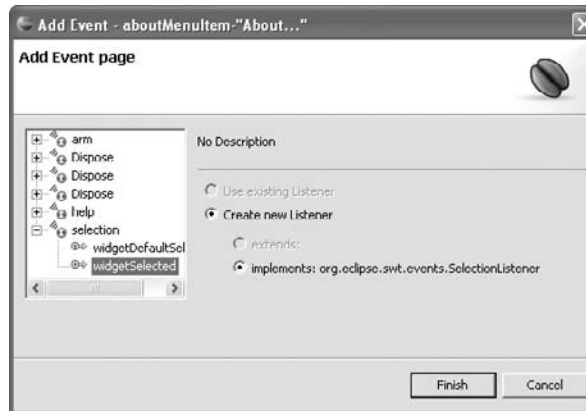 Add Event - aboutMenuItem-"About..."
Add Event page
arm
Dispose
Dispose
Dispose
help
selection
widgetDefaultSel
widgetSelected
No Description
Use existing Listener
Create new Listener
extends:
implements: org.eclipse.swt.events.SelectionListener
Finish
Cancel